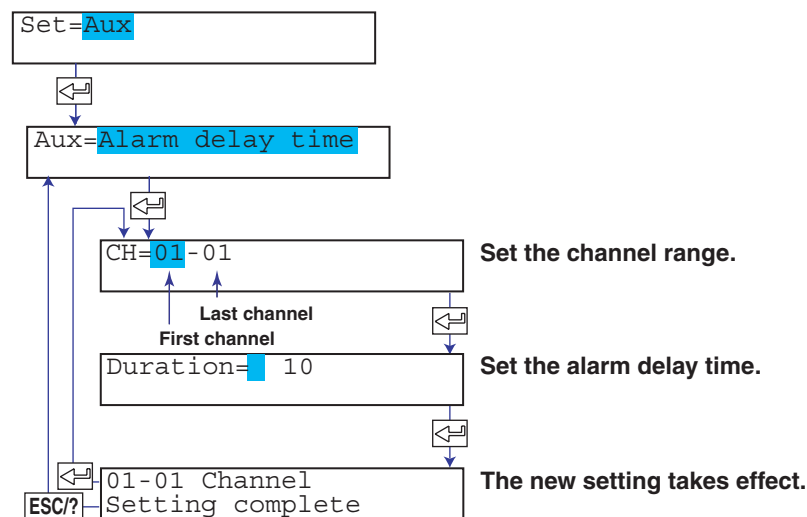 Set=Aux
Aux=Alarm delay time
CH=01-01
Set the channel range.
Last channel
First channel
Duration= 10
Set the alarm delay time.
01-01 Channel
Setting complete
The new setting takes effect.
ESC/?